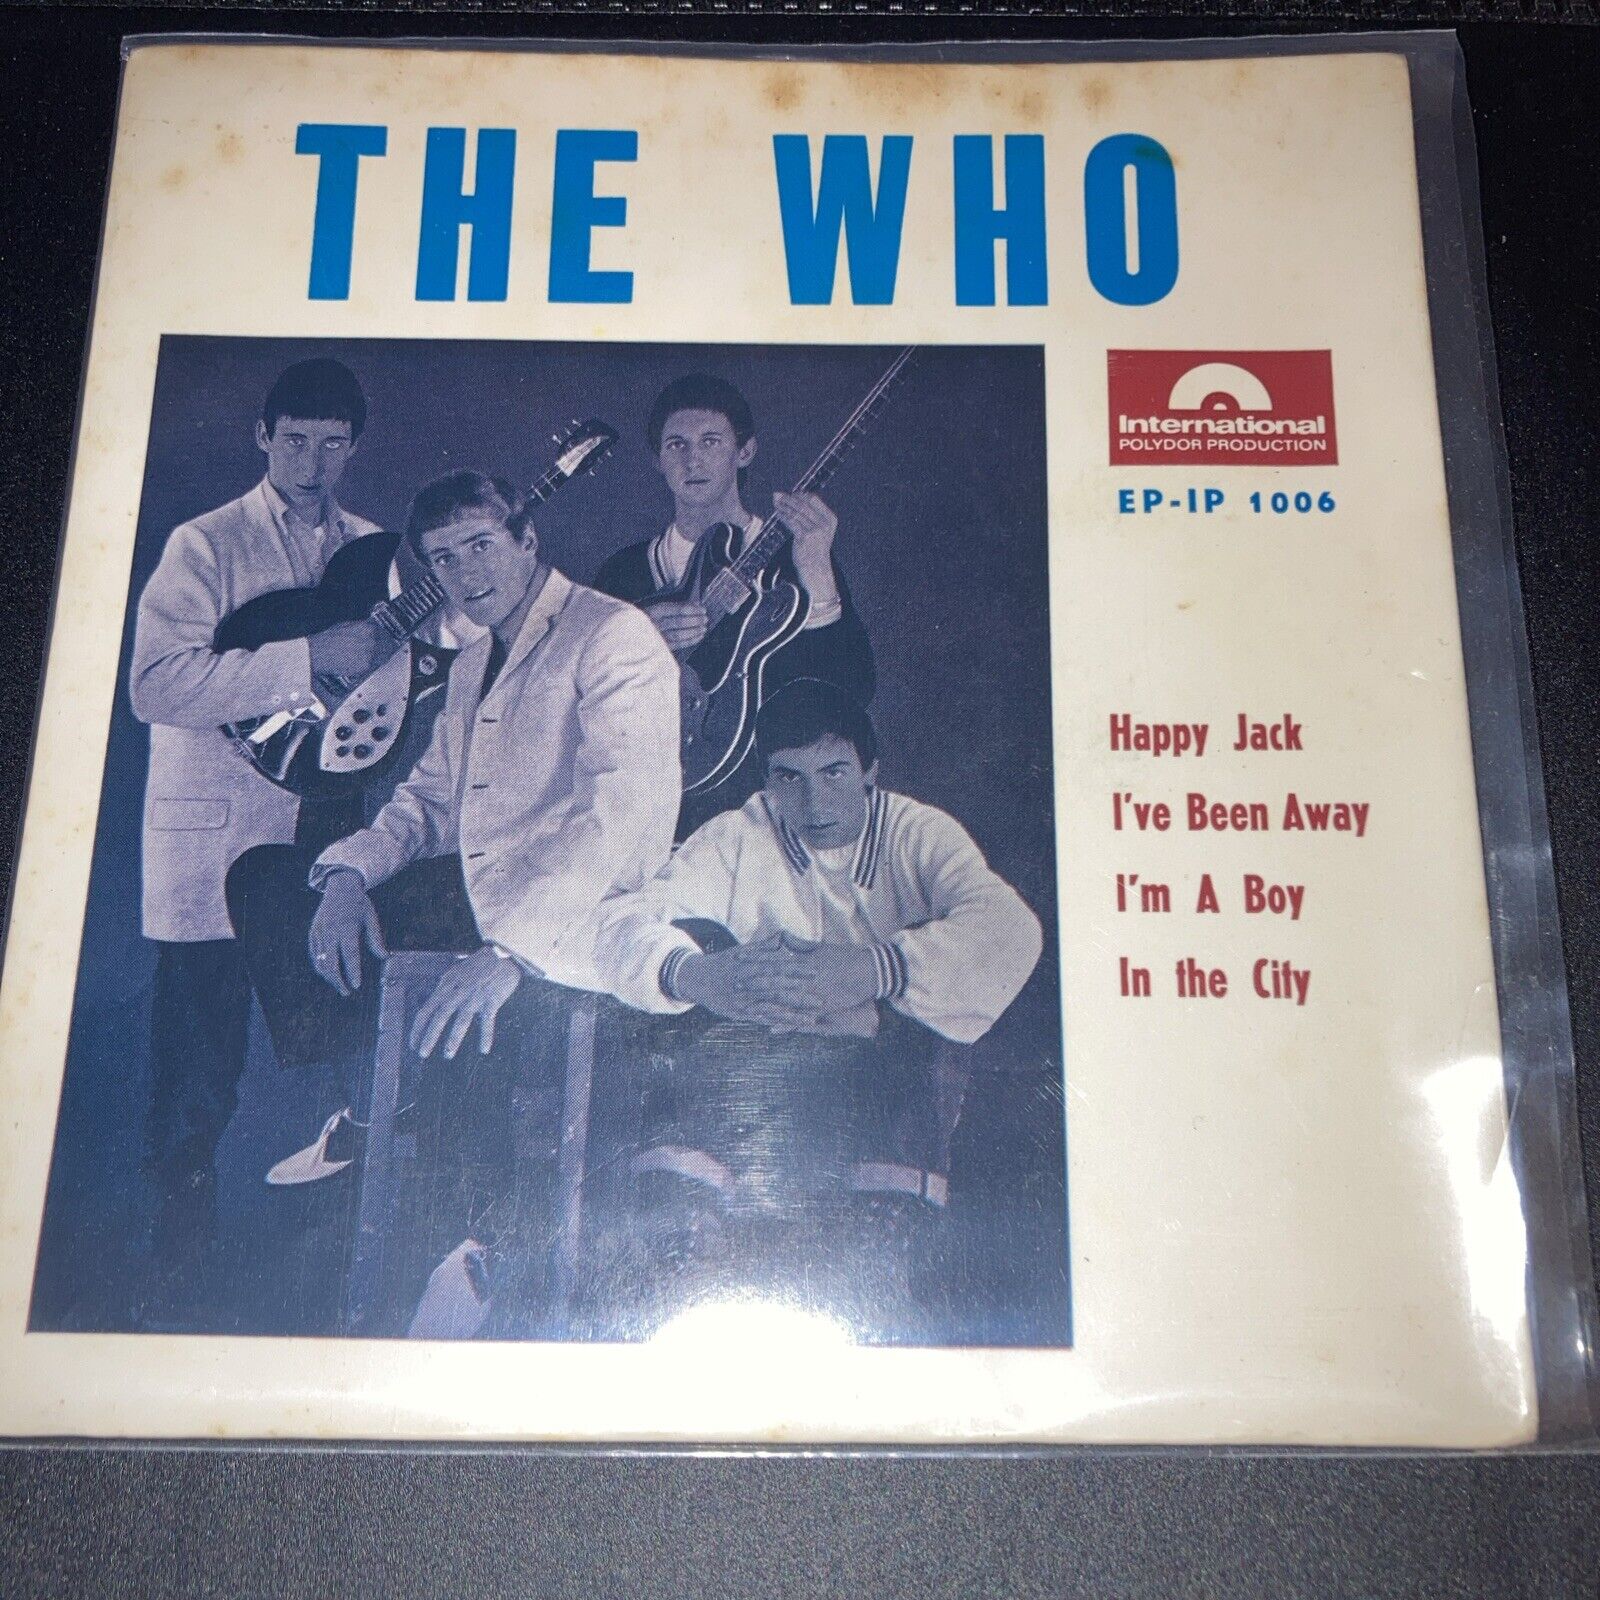 THE WHO
International
POLYDOR PRODUCTION
EP-IP 1006
Happy Jack
I've Been Away
I'm A Boy
In the City